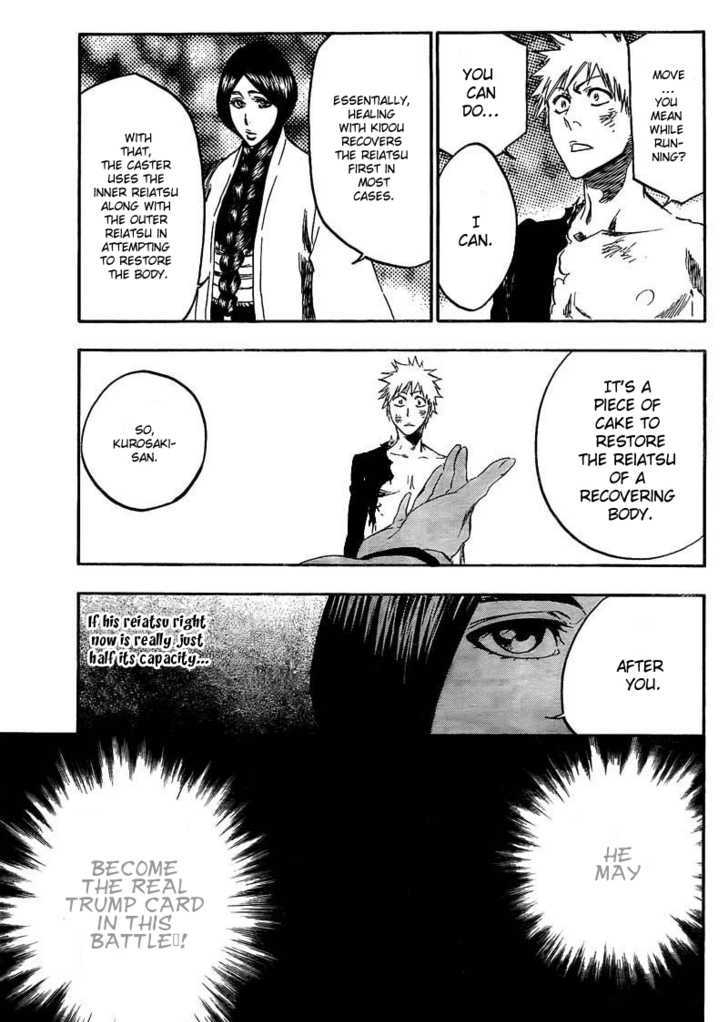 MOVE
...
YOU
MEAN
WHILE
RUN-
NING?
YOU
CAN
DO...
I
CAN.
ESSENTIALLY,
HEALING
WITH KIDOU
RECOVERS
THE REIATSU
FIRST IN
MOST
CASES.
WITH
THAT,
THE CASTER
USES THE
INNER REIATSU
ALONG WITH
THE OUTER
REIATSU IN
ATTEMPTING
TO RESTORE
THE BODY.
IT'S A
PIECE OF
CAKE TO
RESTORE
THE REIATSU
OF A
RECOVERING
BODY.
SO,
KUROSAKI-
SAN.
AFTER
YOU.
If his reiatsu right
now is really just
half its capacity...
HE
MAY
BECOME
THE REAL
TRUMP CARD
IN THIS
BATTLE!